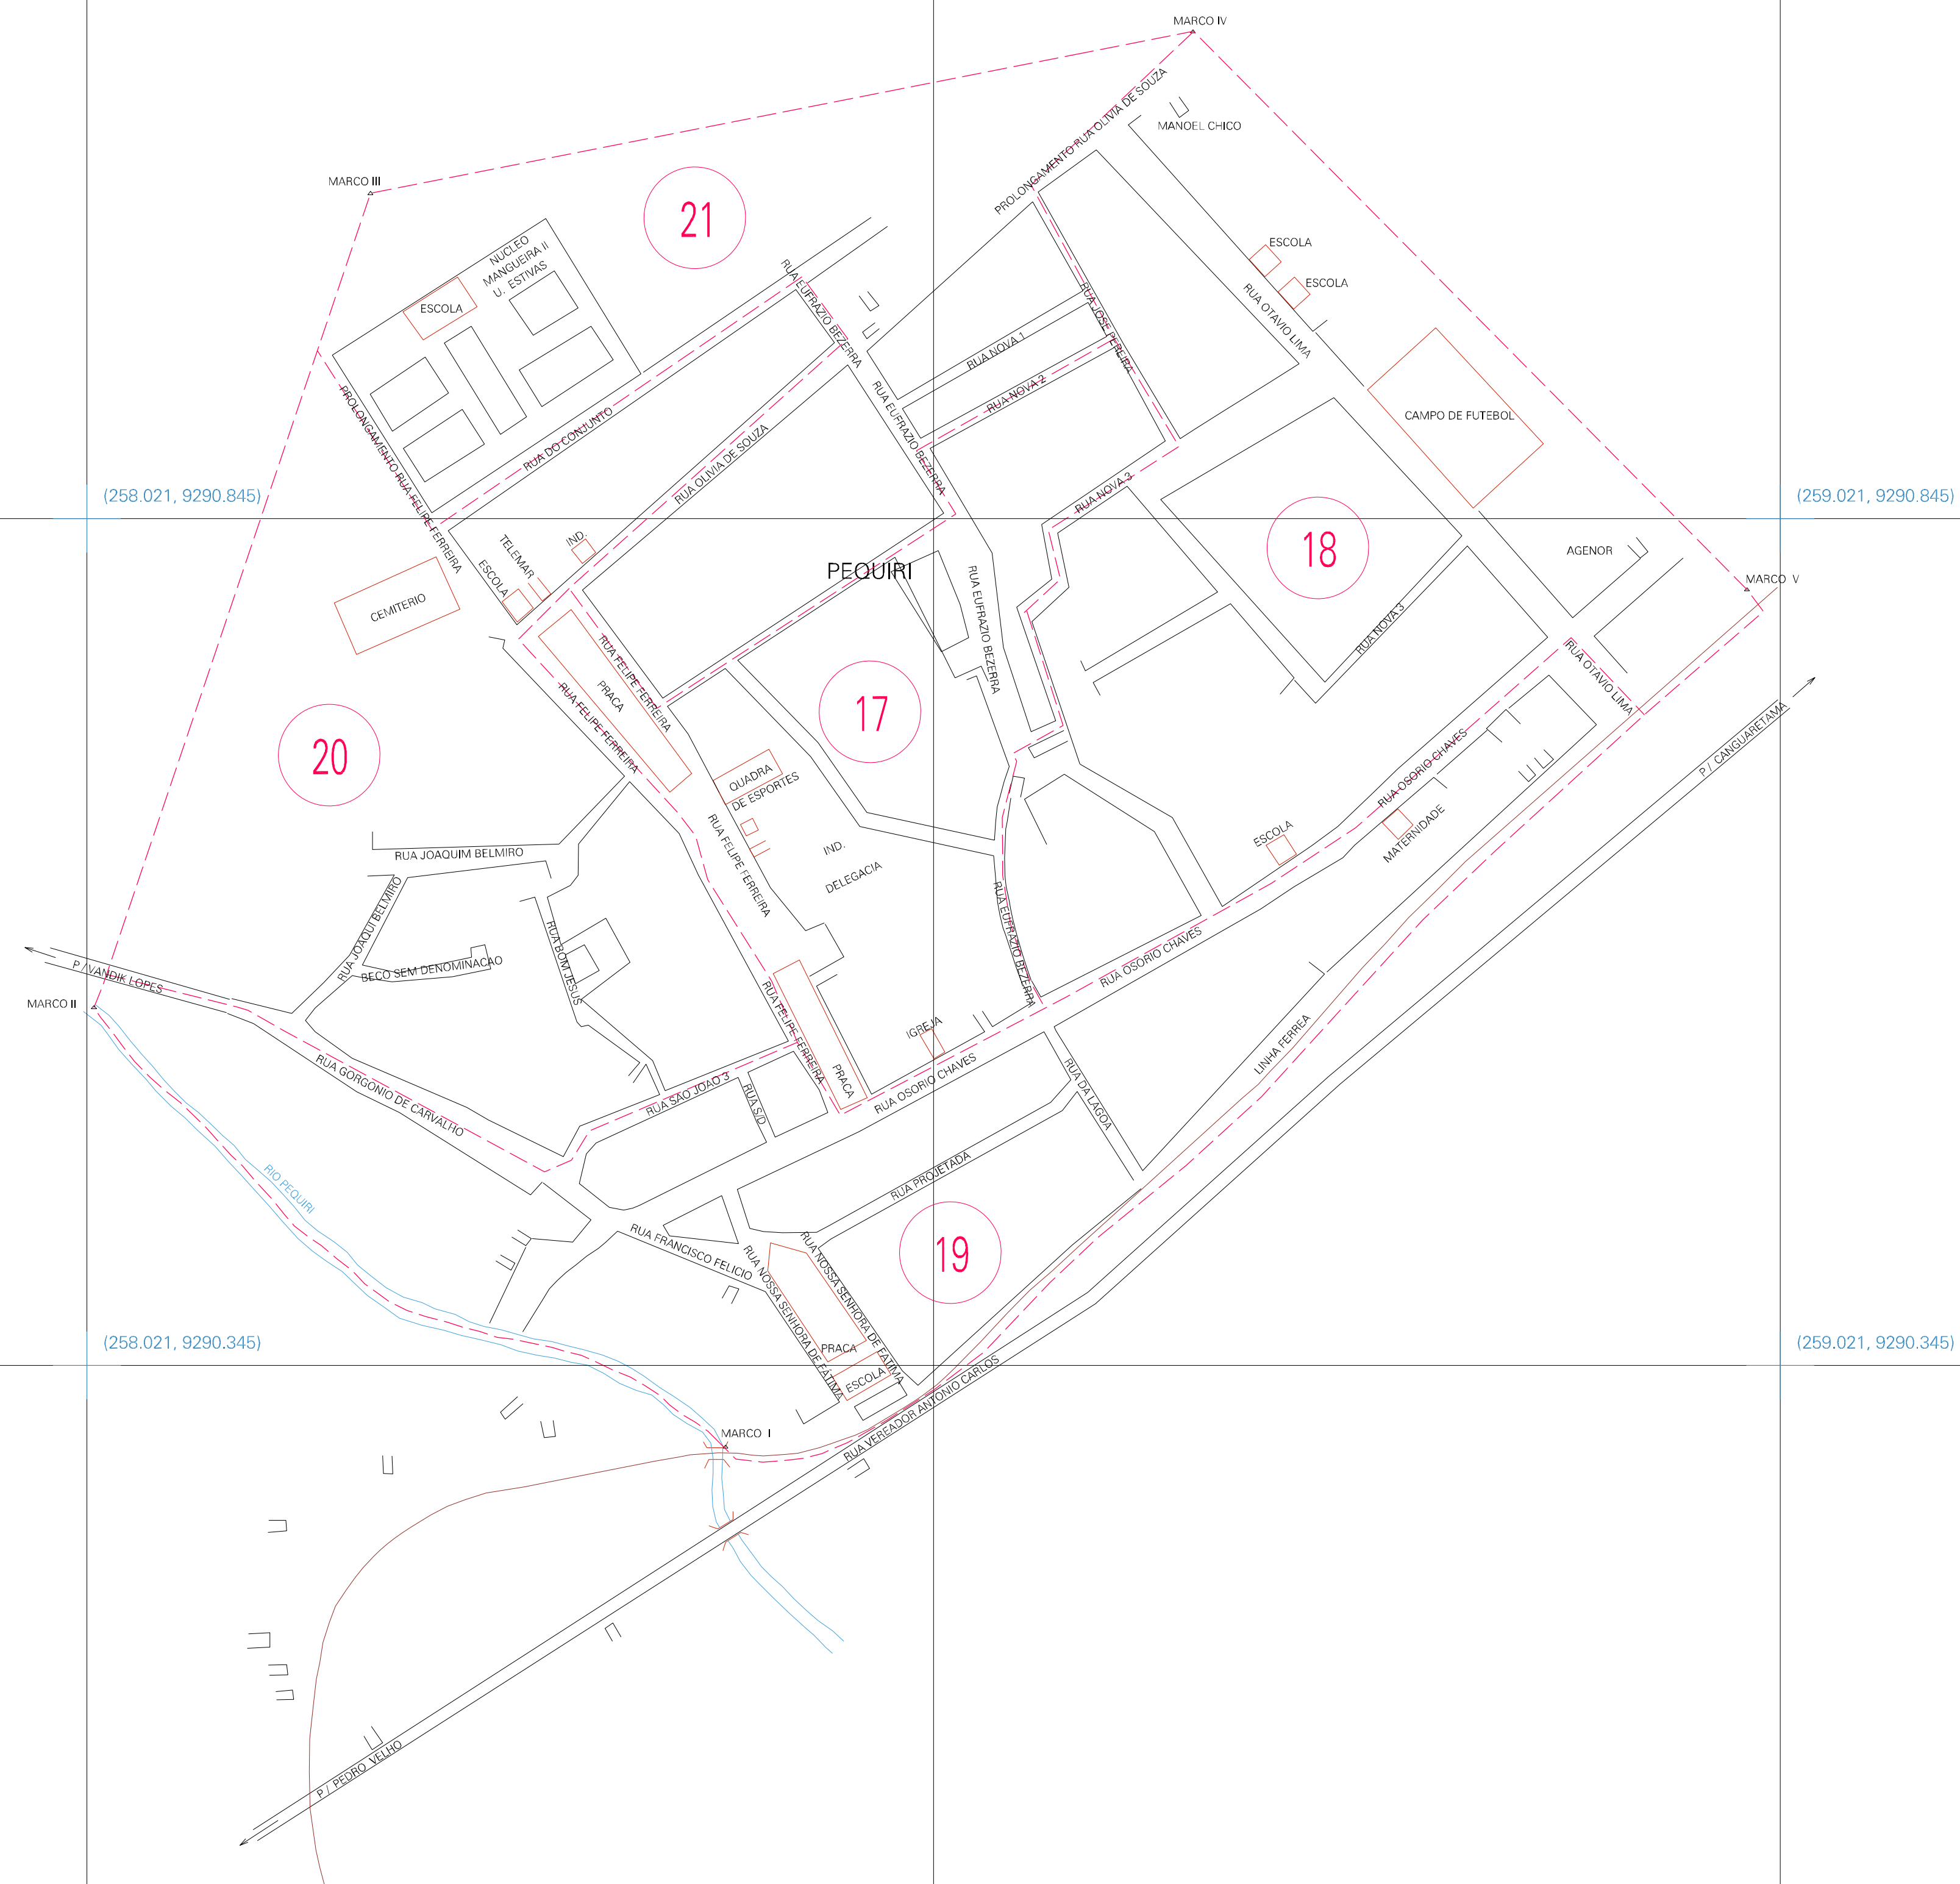 MARCO IV
PROLONGAMENTO RUA OLIVIA DE SOUZA
MANOEL CHICO
MARCO III
21
NUCLEO
MANGUEIRA II
U. ESTIVAS
ESCOLA
RUA EUFRAZIO BEZERRA
ESCOLA
ESCOLA
RUA OTAVIO LIMA
RUA JOSE PEREIRA
RUA NOVA 1
RUA NOVA 2
RUA EUFRAZIO BEZERRA
CAMPO DE FUTEBOL
PROLONGAMENTO RUA FELIPE FERREIRA
RUA DO CONJUNTO
RUA OLIVIA DE SOUZA
RUA NOVA 3
(258.021, 9290.845)
(259.021, 9290.845)
18
IND.
TELEMAR
ESCOLA
PEQUIRI
AGENOR
MARCO V
CEMITERIO
RUA EUFRAZIO BEZERRA
RUA NOVA 3
RUA FELIPE FERREIRA
PRACA
RUA FELIPE FERREIRA
17
RUA OTAVIO LIMA
20
P / CANGUARETAMA
QUADRA
DE ESPORTES
RUA OSORIO CHAVES
MATERNIDADE
ESCOLA
RUA JOAQUIM BELMIRO
RUA FELIPE FERREIRA
IND.
DELEGACIA
RUA JOAQUI BELMIRO
RUA EUFRAZIO BEZERRA
RUA BOM JESUS
BECO SEM DENOMINACAO
RUA OSORIO CHAVES
P / VANDIK LOPES
MARCO II
RUA FELIPE FERREIRA
IGREJA
LINHA FERREA
RUA GORGONIO DE CARVALHO
RUA SAO JOAO 3
RUA S/D
PRACA
RUA OSORIO CHAVES
RUA DA LAGOA
RIO PEQUIRI
RUA PROJETADA
RUA FRANCISCO FELICIO
RUA NOSSA SENHORA DE FATIMA
RUA NOSSA SENHORA DE FATIMA
19
(258.021, 9290.345)
(259.021, 9290.345)
PRACA
ESCOLA
RUA VEREADOR ANTONIO CARLOS
MARCO I
P / PEDRO VELHO